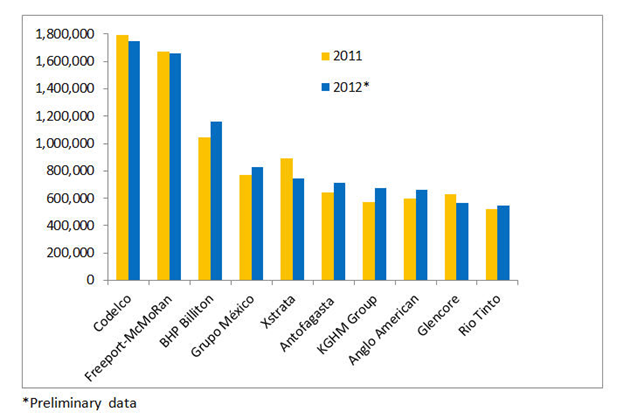 1,800,000
1,600,000
1,400,000
1,200,000
1,000,000
800,000
600,000
400,000
200,000
0
2011
2012*
Codelco
Freeport-McMoRan
BHP Billiton
Grupo México
Xstrata
Antofagasta
KGHM Group
Anglo American
Glencore
Rio Tinto
*Preliminary data